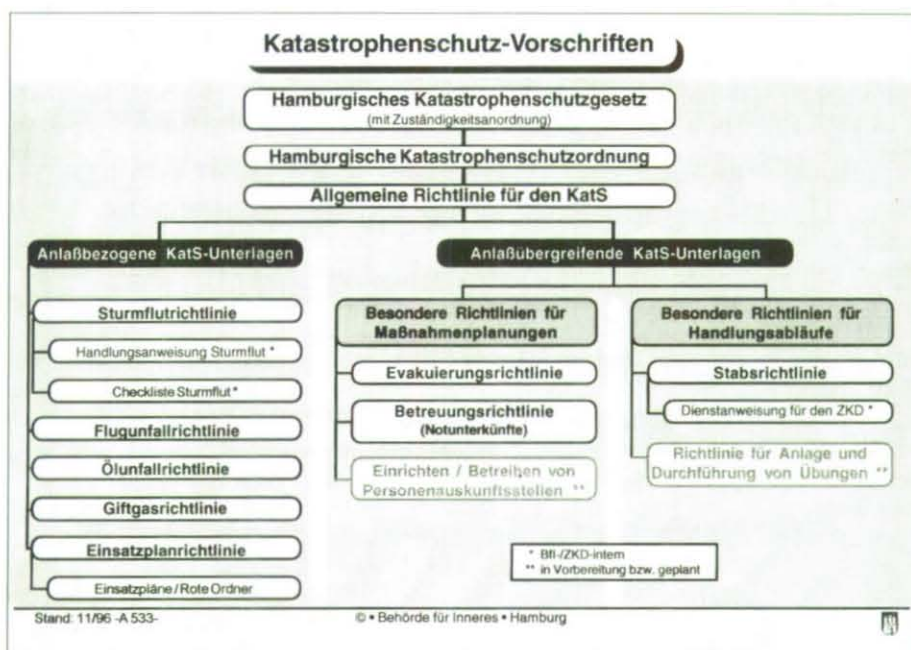 Katastrophenschutz-Vorschriften
Hamburgisches Katastrophenschutzgesetz
(mit Zuständigkeitsanordnung)
Hamburgische Katastrophenschutzordnung
Allgemeine Richtlinie für den KatS
Anlaßbezogene KatS-Unterlagen
Sturmflutrichtlinie
Handlungsanweisung Sturmflut *
Checkliste Sturmflut *
Flugunfallrichtlinie
Ölunfallrichtlinie
Giftgasrichtlinie
Einsatzplanrichtlinie
Einsatzpläne / Rote Ordner
Anlaßübergreifende KatS-Unterlagen
Besondere Richtlinien für
Maßnahmenplanungen
Evakuierungsrichtlinie
Betreuungsrichtlinie
(Notunterkünfte)
Einrichten / Betreiben von
Personenauskunftsstellen **
Besondere Richtlinien für
Handlungsabläufe
Stabsrichtlinie
Dienstanweisung für den ZKD *
Richtlinie für Anlage und
Durchführung von Übungen **
* BfI-/ZKD-intern
** in Vorbereitung bzw. geplant
Stand: 11/96 -A 533-
© • Behörde für Inneres • Hamburg